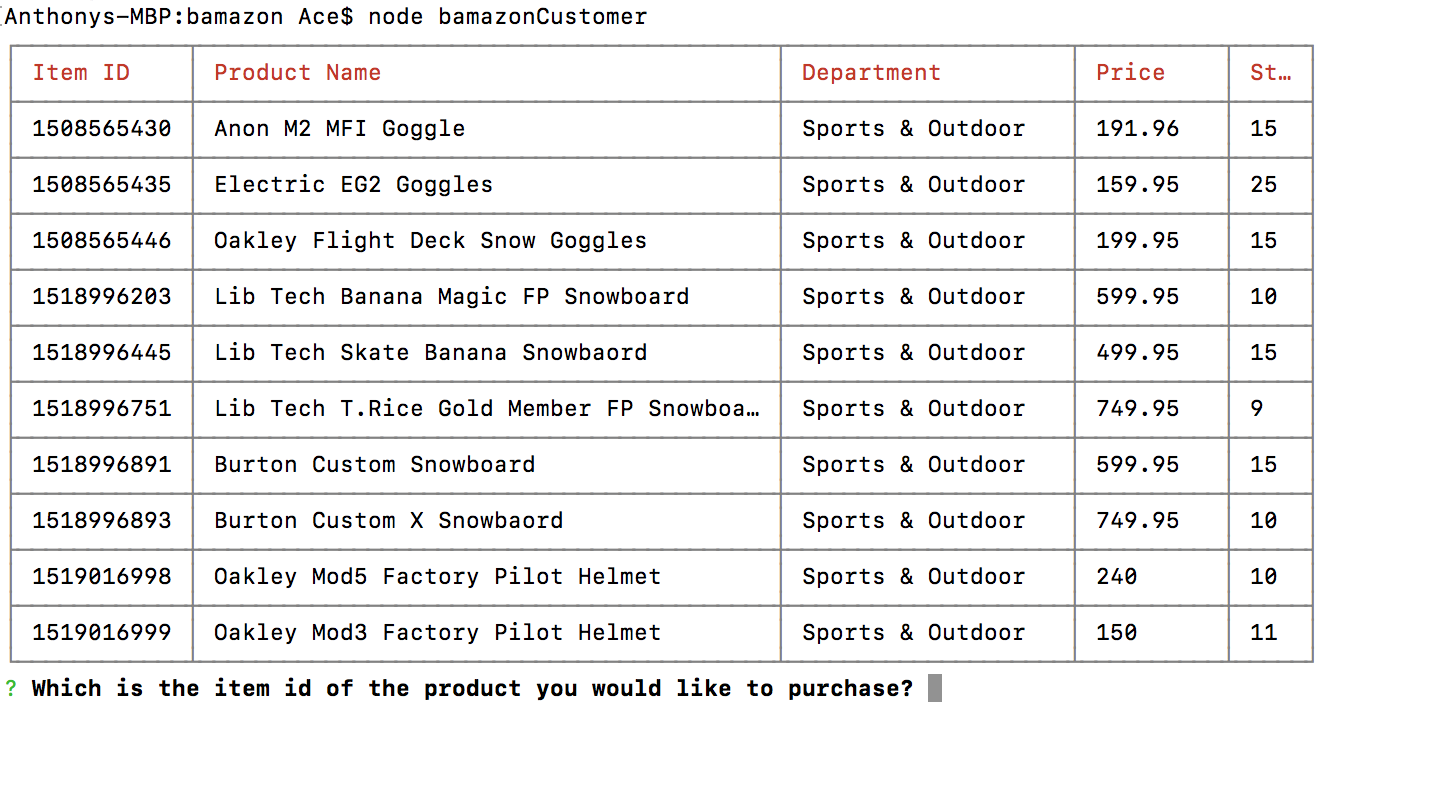 Anthonys-MBP:bamazon Ace$ node bamazonCustomer
Item ID Product Name Department Price St…
1508565430 Anon M2 MFI Goggle Sports & Outdoor 191.96 15
1508565435 Electric EG2 Goggles Sports & Outdoor 159.95 25
1508565446 Oakley Flight Deck Snow Goggles Sports & Outdoor 199.95 15
1518996203 Lib Tech Banana Magic FP Snowboard Sports & Outdoor 599.95 10
1518996445 Lib Tech Skate Banana Snowbaord Sports & Outdoor 499.95 15
1518996751 Lib Tech T.Rice Gold Member FP Snowboa… Sports & Outdoor 749.95 9
1518996891 Burton Custom Snowboard Sports & Outdoor 599.95 15
1518996893 Burton Custom X Snowbaord Sports & Outdoor 749.95 10
1519016998 Oakley Mod5 Factory Pilot Helmet Sports & Outdoor 240 10
1519016999 Oakley Mod3 Factory Pilot Helmet Sports & Outdoor 150 11
? Which is the item id of the product you would like to purchase?